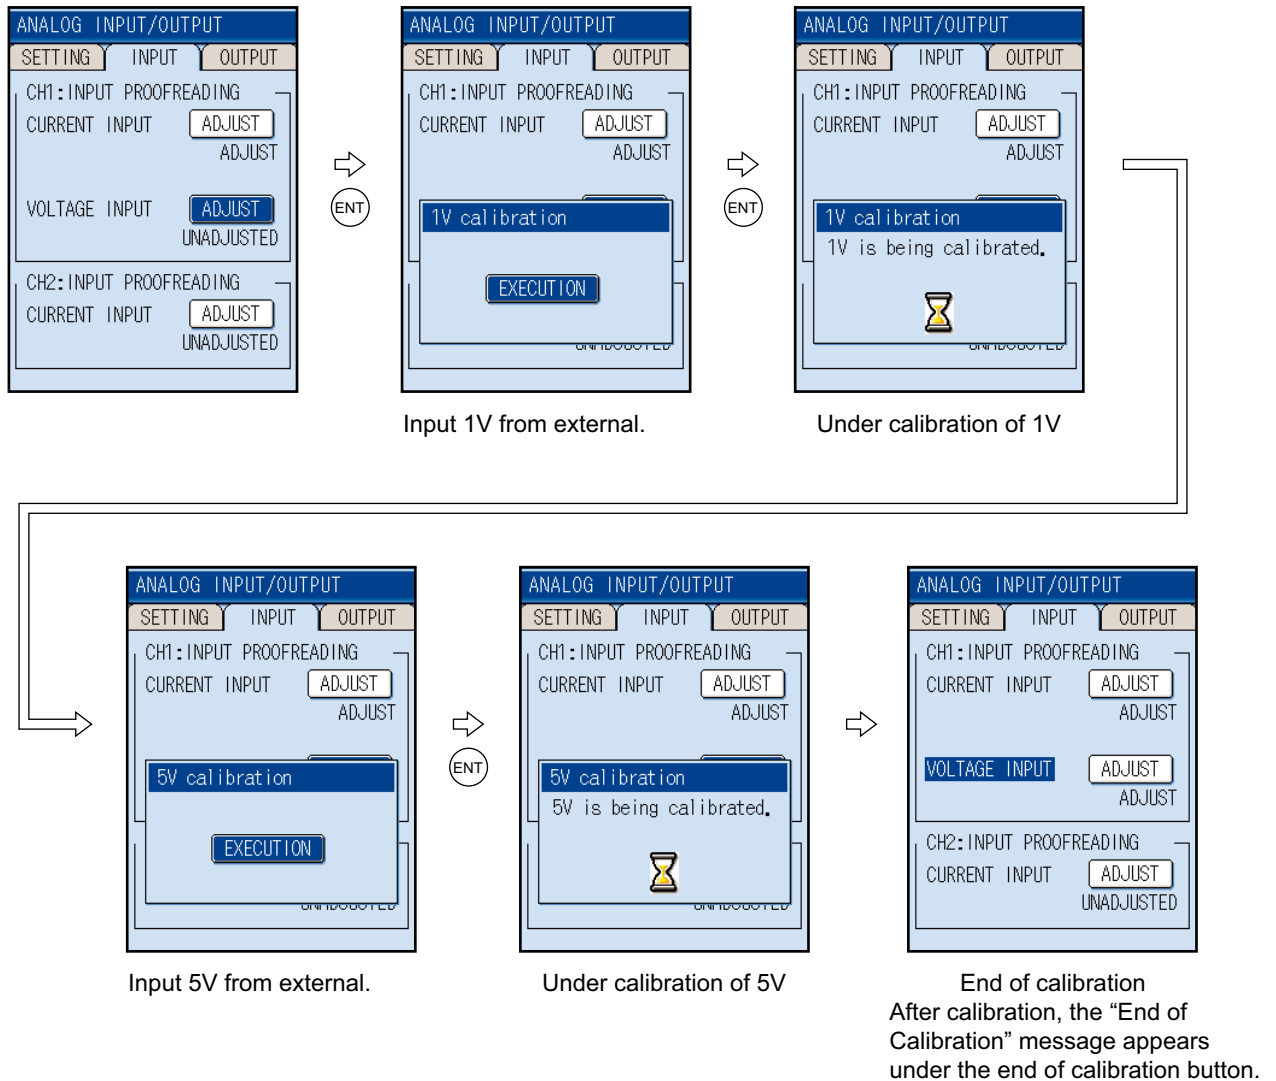 ANALOG INPUT/OUTPUT
SETTING INPUT OUTPUT
CH1:INPUT PROOFREADING
CURRENT INPUT ADJUST
ADJUST
VOLTAGE INPUT ADJUST
UNADJUSTED
CH2:INPUT PROOFREADING
CURRENT INPUT ADJUST
UNADJUSTED
ENT
ANALOG INPUT/OUTPUT
SETTING INPUT OUTPUT
CH1:INPUT PROOFREADING
CURRENT INPUT ADJUST
ADJUST
1V calibration
EXECUTION
UNADJUSTED
Input 1V from external.
ENT
ANALOG INPUT/OUTPUT
SETTING INPUT OUTPUT
CH1:INPUT PROOFREADING
CURRENT INPUT ADJUST
ADJUST
1V calibration
1V is being calibrated.
UNADJUSTED
Under calibration of 1V
ANALOG INPUT/OUTPUT
SETTING INPUT OUTPUT
CH1:INPUT PROOFREADING
CURRENT INPUT ADJUST
ADJUST
5V calibration
EXECUTION
UNADJUSTED
Input 5V from external.
ENT
ANALOG INPUT/OUTPUT
SETTING INPUT OUTPUT
CH1:INPUT PROOFREADING
CURRENT INPUT ADJUST
ADJUST
5V calibration
5V is being calibrated.
UNADJUSTED
Under calibration of 5V
ANALOG INPUT/OUTPUT
SETTING INPUT OUTPUT
CH1:INPUT PROOFREADING
CURRENT INPUT ADJUST
ADJUST
VOLTAGE INPUT ADJUST
ADJUST
CH2:INPUT PROOFREADING
CURRENT INPUT ADJUST
UNADJUSTED
End of calibration
After calibration, the “End of
Calibration” message appears
under the end of calibration button.